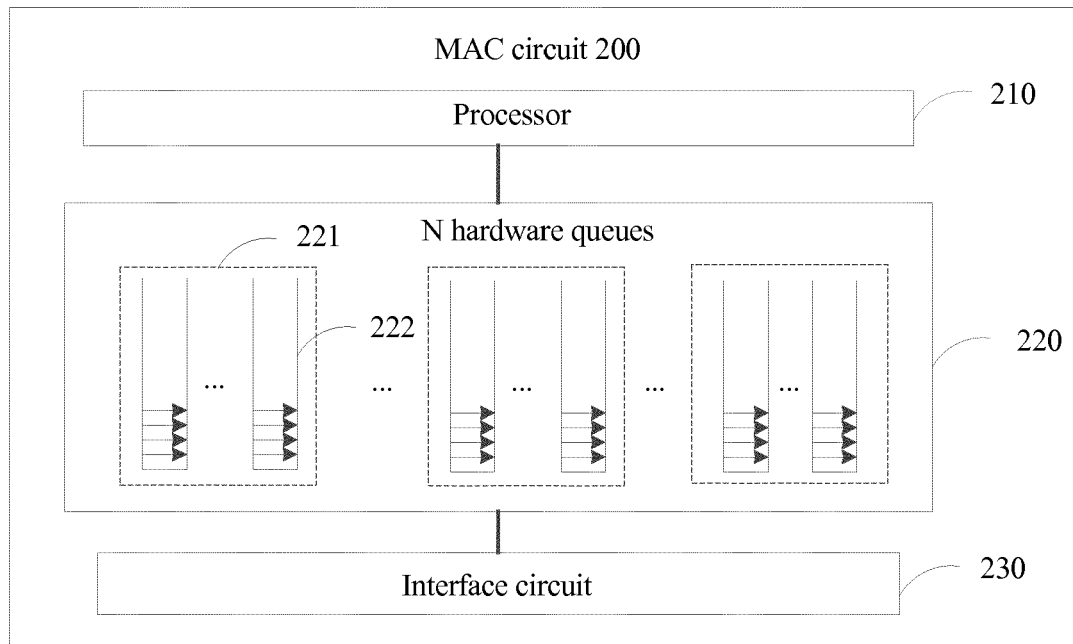 MAC circuit 200
210
Processor
N hardware queues
221
222
220
...
...
...
...
...
Interface circuit
230